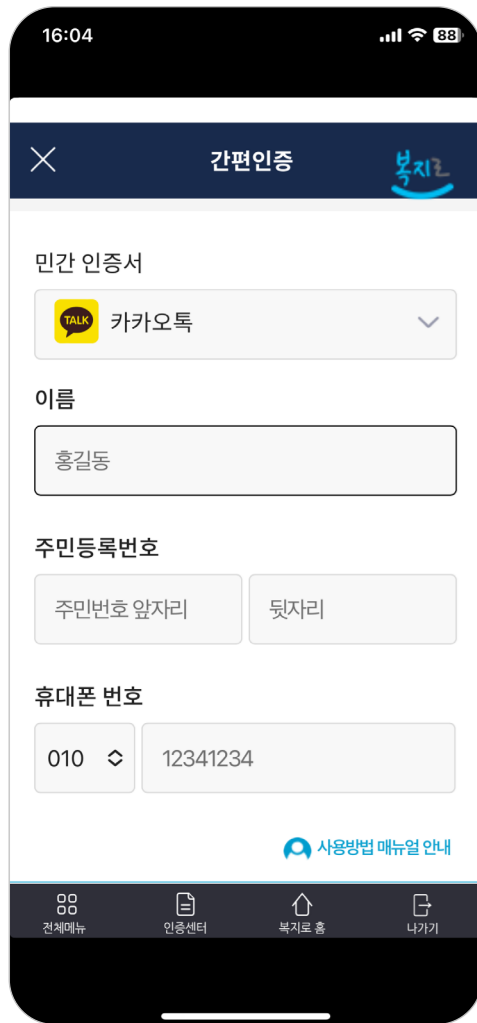 16:04
88
간편인증
복지로
민간 인증서
TALK
카카오톡
이름
홍길동
주민등록번호
주민번호 앞자리
뒷자리
휴대폰 번호
010
12341234
사용방법 매뉴얼 안내
전체메뉴
인증센터
복지로 홈
나가기